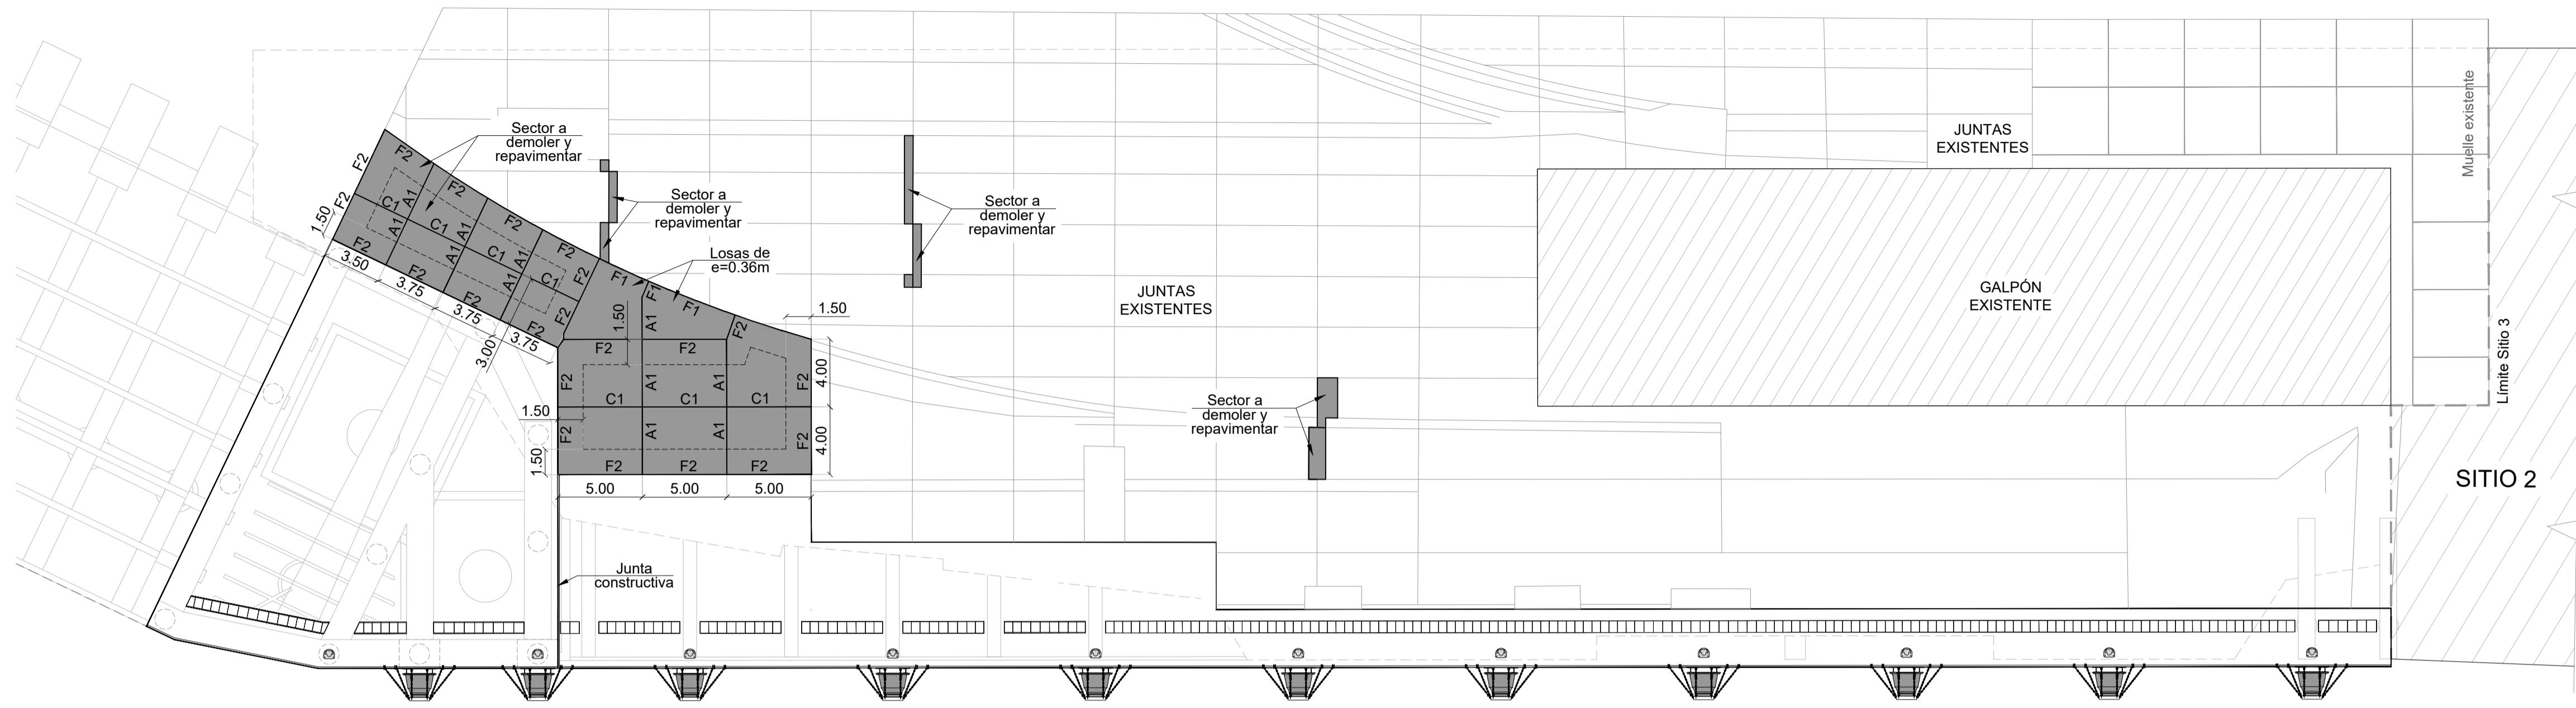 Sector a
demoler y
repavimentar
Sector a
demoler y
repavimentar
Sector a
demoler y
repavimentar
Losas de
e=0.36m
JUNTAS
EXISTENTES
JUNTAS
EXISTENTES
Muelle existente
GALPÓN
EXISTENTE
Límite Sitio 3
SITIO 2
Sector a
demoler y
repavimentar
Junta
constructiva
F2
F2
F2
F2
F2
F2
C1
C1
C1
C1
A1
A1
A1
A1
A1
A1
F2
F2
F2
F2
F2
F2
1.50
3.50
3.75
3.75
3.75
3.00
F1
F1
F1
A1
F2
1.50
1.50
F2
F2
F2
A1
A1
F2
4.00
C1
C1
C1
1.50
F2
A1
A1
F2
4.00
1.50
F2
F2
F2
5.00
5.00
5.00